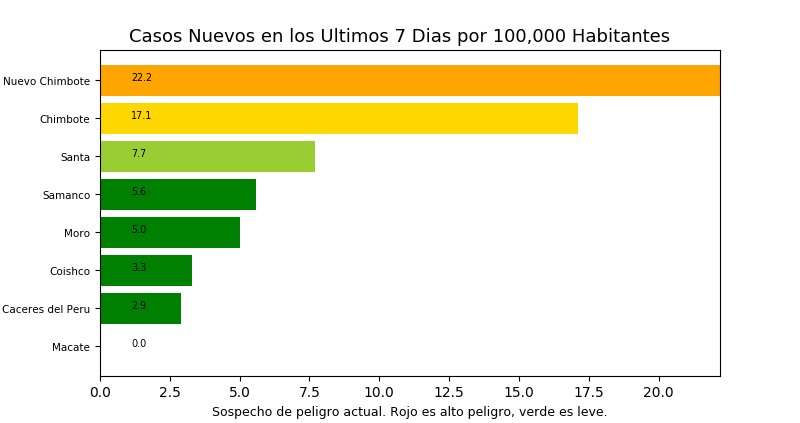 Casos Nuevos en los Ultimos 7 Dias por 100,000 Habitantes
Nuevo Chimbote 22.2
Chimbote 17.1
Santa 7.7
Samanco 5.6
Moro 5.0
Coishco 3.3
Caceres del Peru 2.9
Macate 0.0
0.0 2.5 5.0 7.5 10.0 12.5 15.0 17.5 20.0
Sospecho de peligro actual. Rojo es alto peligro, verde es leve.